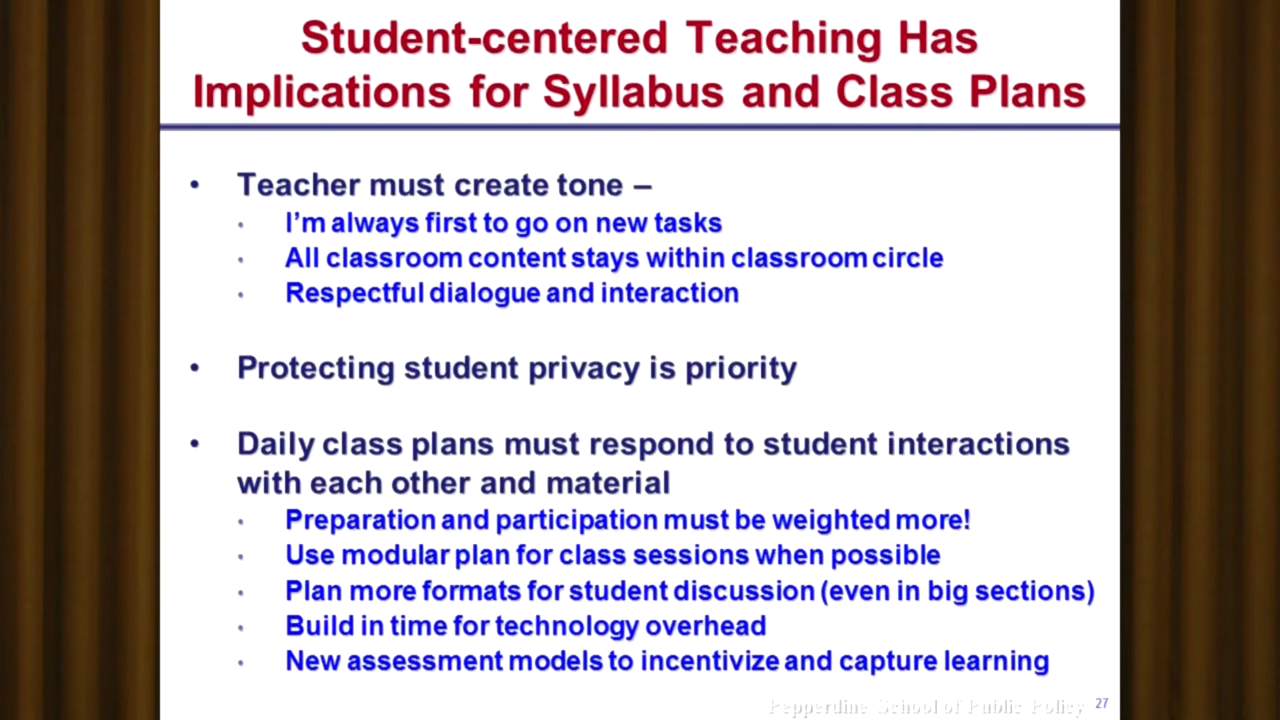 Student-centered Teaching Has
Implications for Syllabus and Class Plans
• Teacher must create tone –
• I'm always first to go on new tasks
• All classroom content stays within classroom circle
• Respectful dialogue and interaction
• Protecting student privacy is priority
• Daily class plans must respond to student interactions
with each other and material
• Preparation and participation must be weighted more!
• Use modular plan for class sessions when possible
• Plan more formats for student discussion (even in big sections)
• Build in time for technology overhead
• New assessment models to incentivize and capture learning
Pepperdine School of Public Policy 27